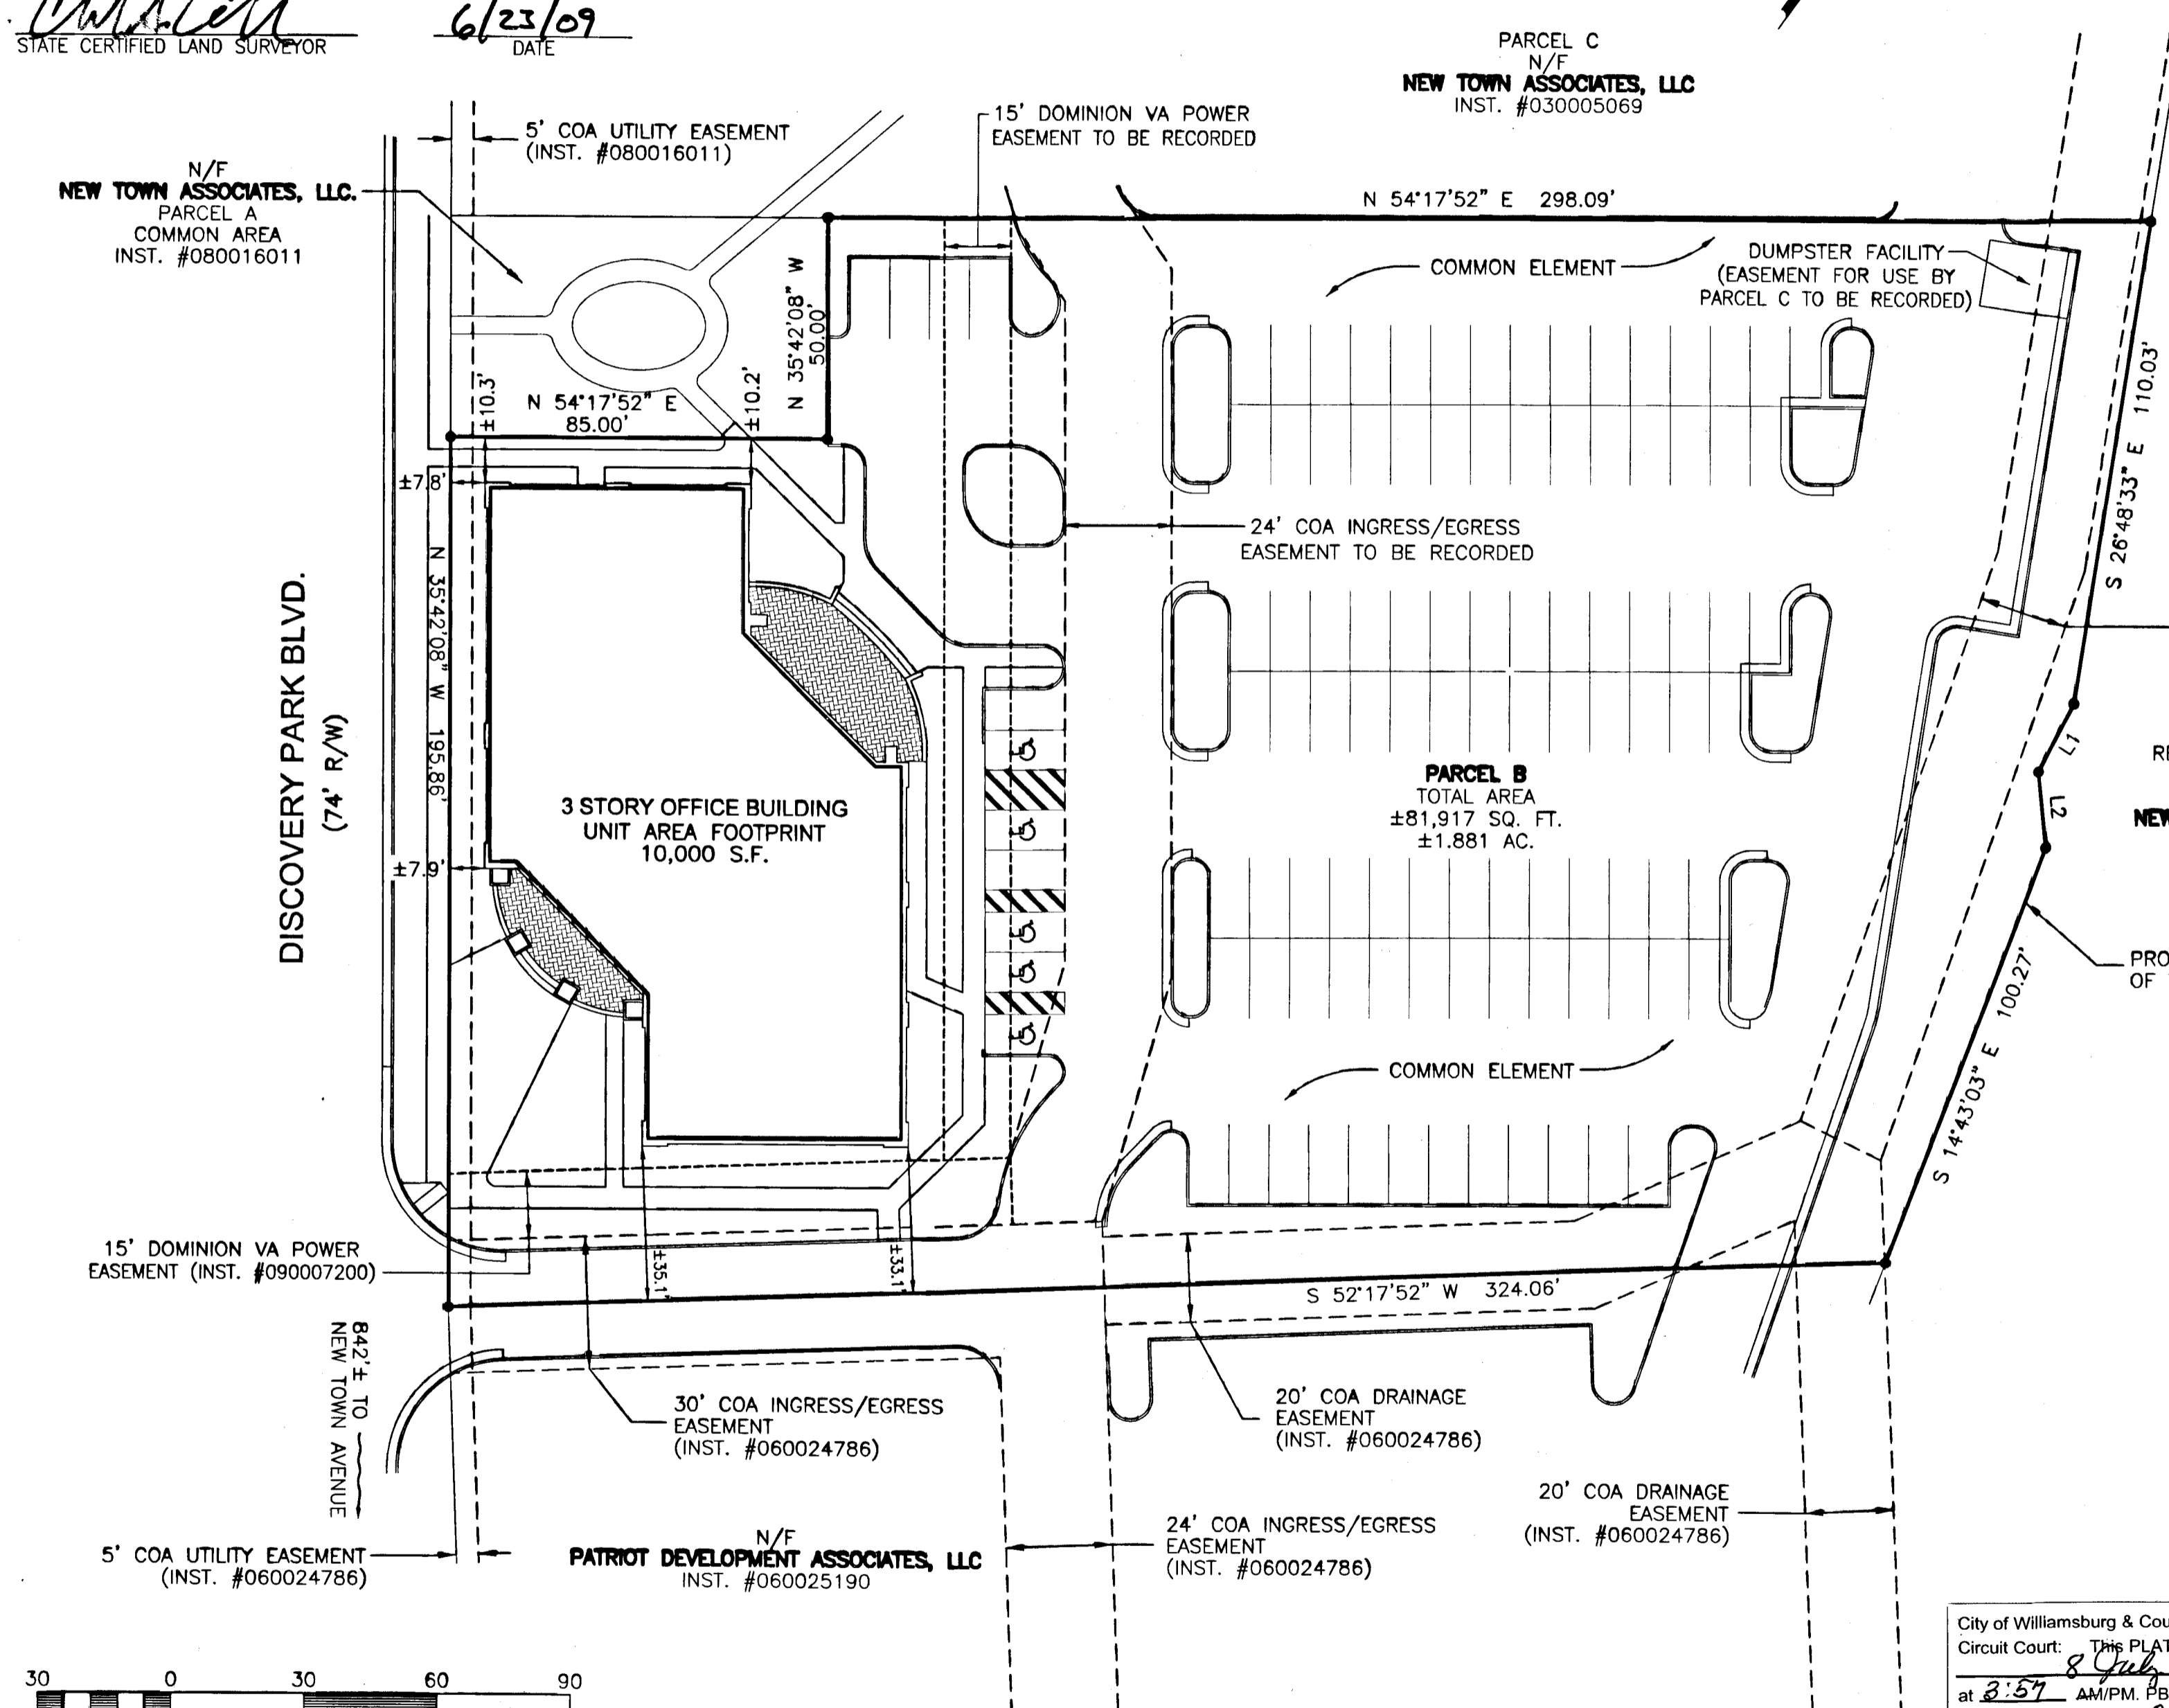 STATE CERTIFIED LAND SURVEYOR
6/23/09
DATE
PARCEL C
N/F
NEW TOWN ASSOCIATES, LLC
INST. #030005069
5' COA UTILITY EASEMENT
(INST. #080016011)
15' DOMINION VA POWER
EASEMENT TO BE RECORDED
N/F
NEW TOWN ASSOCIATES, LLC.
PARCEL A
COMMON AREA
INST. #080016011
N 54°17'52" E 298.09'
COMMON ELEMENT
DUMPSTER FACILITY
(EASEMENT FOR USE BY
PARCEL C TO BE RECORDED)
N 35°42'08" W
50.00'
±10.3'
N 54°17'52" E
85.00'
±10.2'
S 26°48'33" E 110.03'
±7.8'
24' COA INGRESS/EGRESS
EASEMENT TO BE RECORDED
N 35°42'08" W 195.86'
DISCOVERY PARK BLVD.
(74' R/W)
L1
L2
RE
NEW
3 STORY OFFICE BUILDING
UNIT AREA FOOTPRINT
10,000 S.F.
PARCEL B
TOTAL AREA
±81,917 SQ. FT.
±1.881 AC.
±7.9'
PRO
OF
S 14°43'03" E 100.27'
COMMON ELEMENT
15' DOMINION VA POWER
EASEMENT (INST. #090007200)
±35.1'
±33.1'
S 52°17'52" W 324.06'
842'± TO
NEW TOWN AVENUE
30' COA INGRESS/EGRESS
EASEMENT
(INST. #060024786)
20' COA DRAINAGE
EASEMENT
(INST. #060024786)
20' COA DRAINAGE
EASEMENT
(INST. #060024786)
24' COA INGRESS/EGRESS
EASEMENT
(INST. #060024786)
5' COA UTILITY EASEMENT
(INST. #060024786)
N/F
PATRIOT DEVELOPMENT ASSOCIATES, LLC
INST. #060025190
30 0 60 90
City of Williamsburg & Cou
Circuit Court: This PLAT
8 July
at 3:57 AM/PM. PB